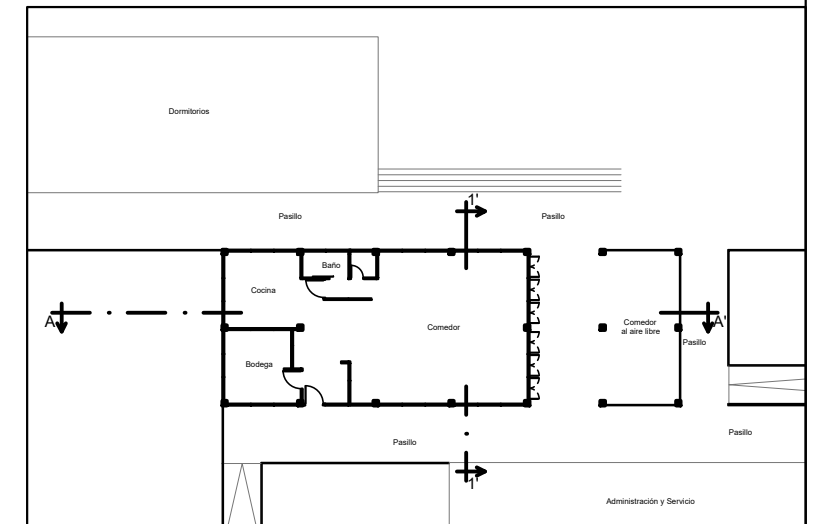 Dormitorios
1'
Pasillo
Pasillo
Baño
Cocina
A
Comedor
Comedor
al aire libre
A'
Pasillo
Bodega
Pasillo
Pasillo
1'
Administración y Servicio